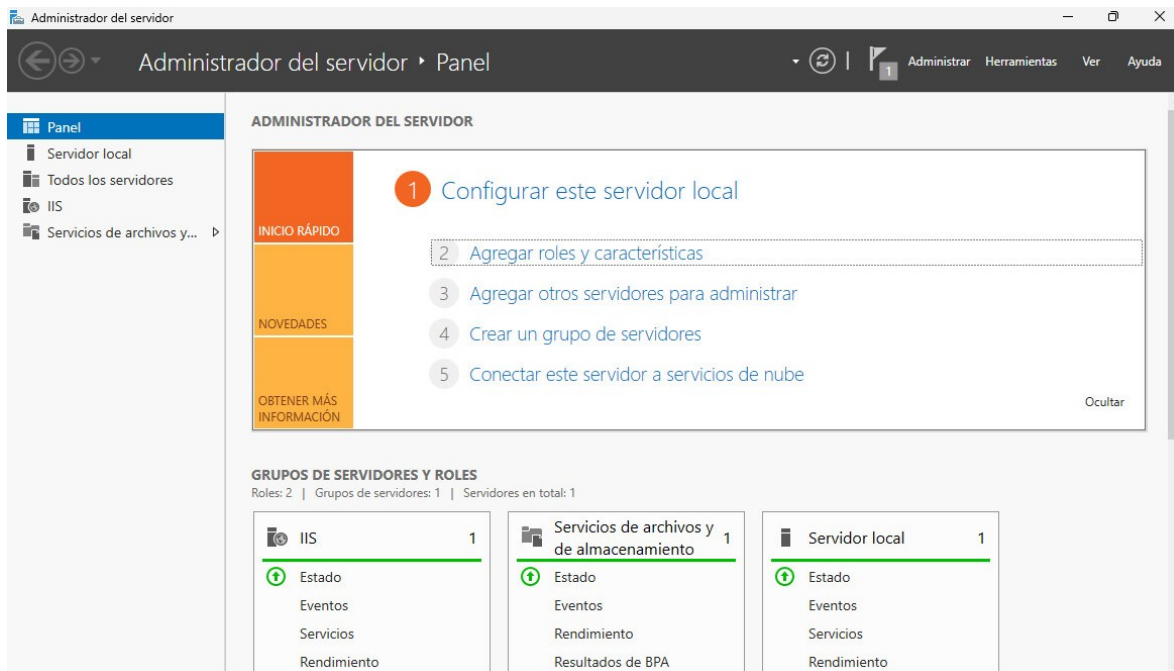 Administrador del servidor
Administrador del servidor ‣ Panel
1
Administrar Herramientas Ver Ayuda
Panel
Servidor local
Todos los servidores
IIS
Servicios de archivos y...
ADMINISTRADOR DEL SERVIDOR
INICIO RÁPIDO
NOVEDADES
OBTENER MÁS
INFORMACIÓN
1 Configurar este servidor local
2 Agregar roles y características
3 Agregar otros servidores para administrar
4 Crear un grupo de servidores
5 Conectar este servidor a servicios de nube
Ocultar
GRUPOS DE SERVIDORES Y ROLES
Roles: 2 | Grupos de servidores: 1 | Servidores en total: 1
IIS 1
Estado
Eventos
Servicios
Rendimiento
Servicios de archivos y
de almacenamiento 1
Estado
Eventos
Rendimiento
Resultados de BPA
Servidor local 1
Estado
Eventos
Servicios
Rendimiento